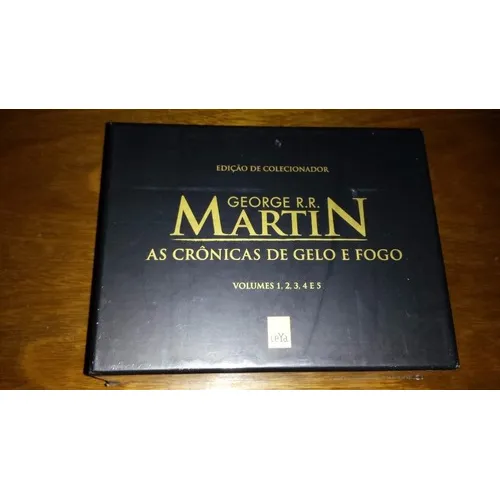 EDIÇÃO DE COLECIONADOR
GEORGE R.R.
MARTIN
AS CRÔNICAS DE GELO E FOGO
VOLUMES 1, 2, 3, 4 E 5
LeYa